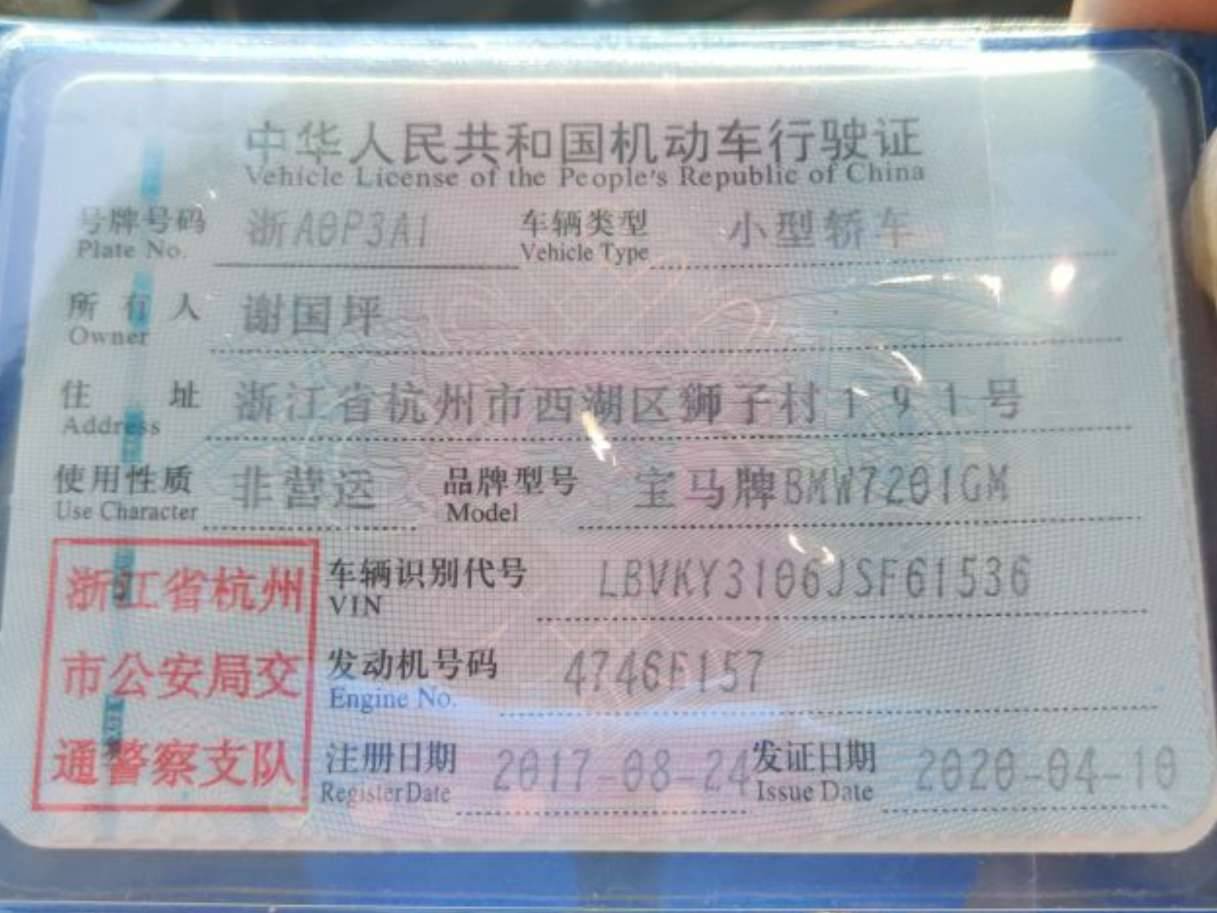 中华人民共和国机动车行驶证
Vehicle License of the People's Republic of China
号牌号码 浙A0P3A1 车辆类型 小型轿车
Plate No. Vehicle Type
所有人 谢国坪
Owner
住址 浙江省杭州市西湖区狮子村191号
Address
使用性质 非营运 品牌型号 宝马牌BMW7201GM
Use Character Model
浙江省杭州
市公安局交
通警察支队
车辆识别代号 LBVKY3106JSF61536
VIN
发动机号码 4746F157
Engine No.
注册日期 2017-08-24 发证日期 2020-04-10
Register Date Issue Date